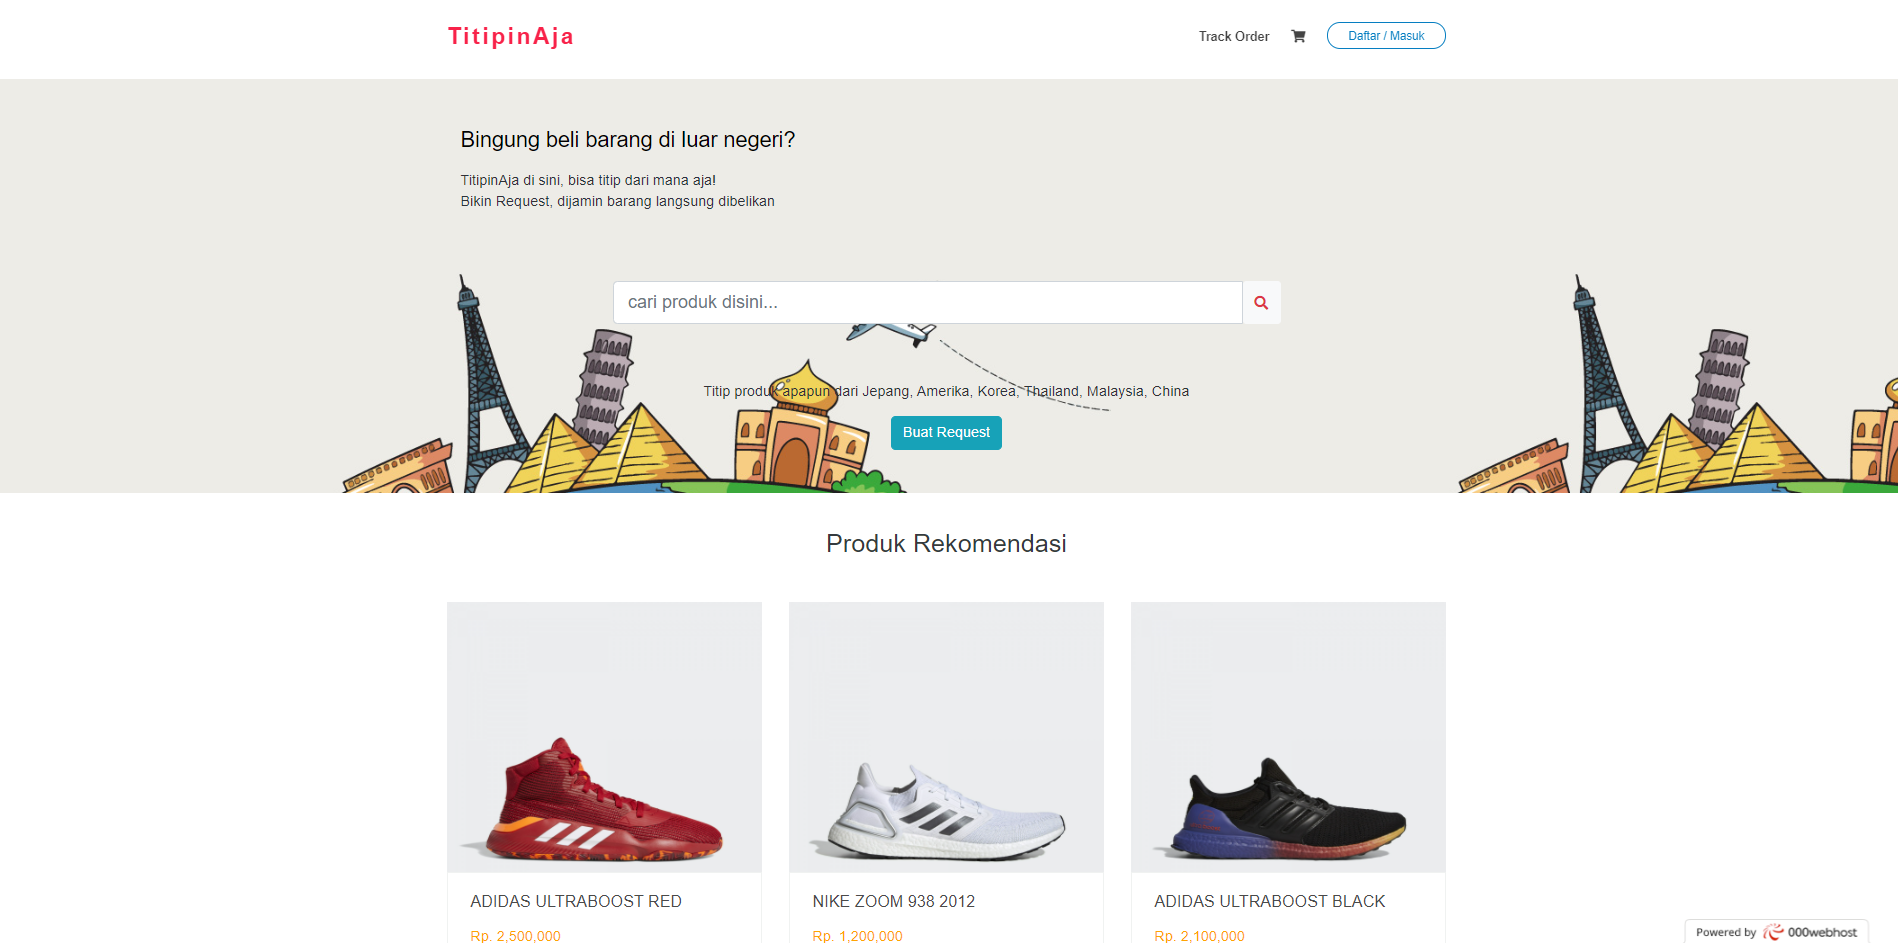 TitipinAja
Track Order
Daftar / Masuk
Bingung beli barang di luar negeri?
TitipinAja di sini, bisa titip dari mana aja!
Bikin Request, dijamin barang langsung dibelikan
cari produk disini...
Titip produk apapun dari Jepang, Amerika, Korea, Thailand, Malaysia, China
Buat Request
Produk Rekomendasi
ADIDAS ULTRABOOST RED
Rp. 2,500,000
NIKE ZOOM 938 2012
Rp. 1,200,000
ADIDAS ULTRABOOST BLACK
Rp. 2,100,000
Powered by 000webhost